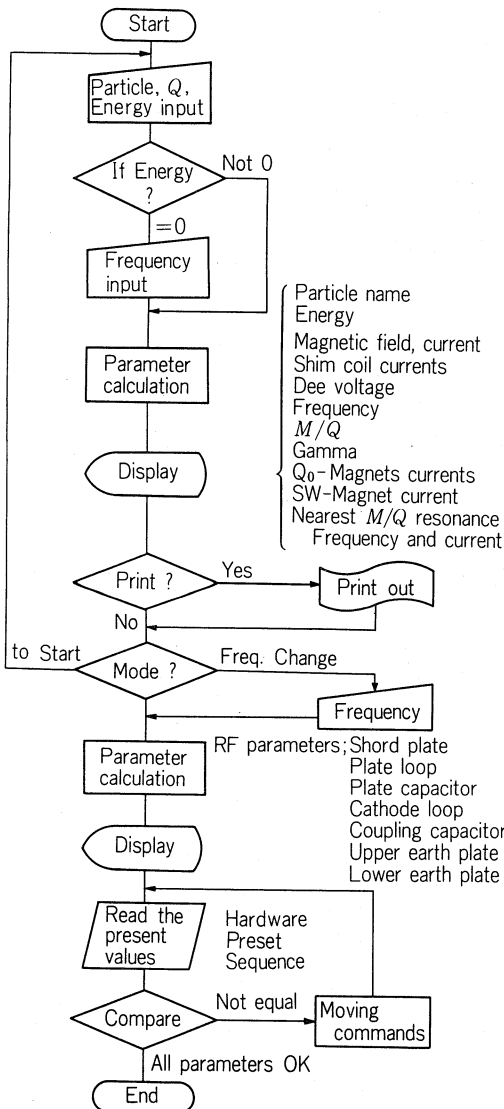 Start
Particle, Q,
Energy input
If Energy
?
Not 0
=0
Frequency
input
Parameter
calculation
Display
Particle name
Energy
Magnetic field, current
Shim coil currents
Dee voltage
Frequency
M/Q
Gamma
Q₀-Magnets currents
SW-Magnet current
Nearest M/Q resonance
Frequency and current
Print ?
Yes
Print out
No
to Start
Mode ?
Freq. Change
Frequency
Parameter
calculation
RF parameters; Shord plate
Plate loop
Plate capacitor
Cathode loop
Coupling capacitor
Upper earth plate
Lower earth plate
Display
Read the
present
values
Hardware
Preset
Sequence
Compare
Not equal
Moving
commands
All parameters OK
End